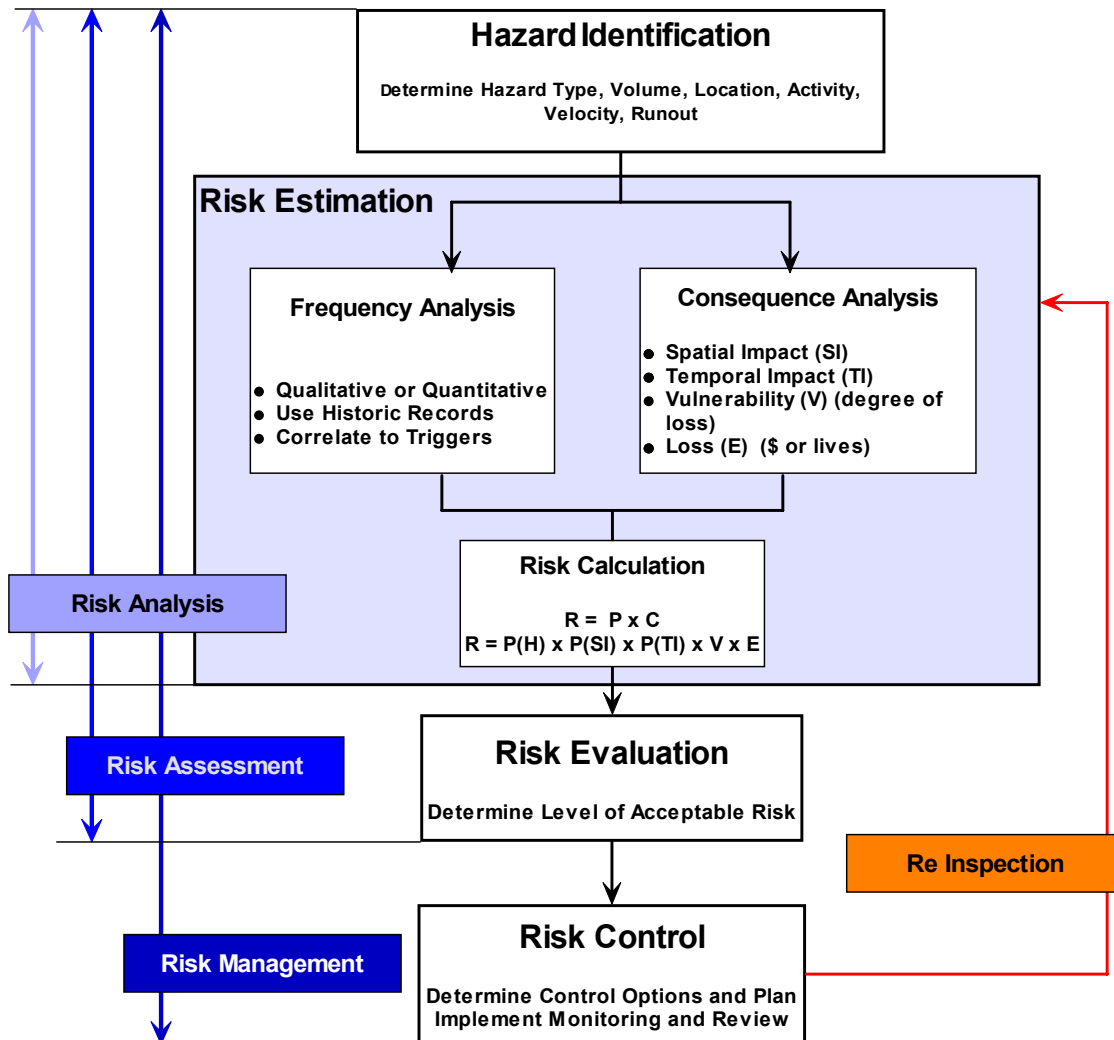 Hazard Identification
Determine Hazard Type, Volume, Location, Activity,
Velocity, Runout
Risk Estimation
Frequency Analysis
● Qualitative or Quantitative
● Use Historic Records
● Correlate to Triggers
Consequence Analysis
● Spatial Impact (SI)
● Temporal Impact (TI)
● Vulnerability (V) (degree of
loss)
● Loss (E) ($ or lives)
Risk Calculation
R = P x C
R = P(H) x P(SI) x P(TI) x V x E
Risk Analysis
Risk Evaluation
Determine Level of Acceptable Risk
Risk Assessment
Re Inspection
Risk Control
Determine Control Options and Plan
Implement Monitoring and Review
Risk Management